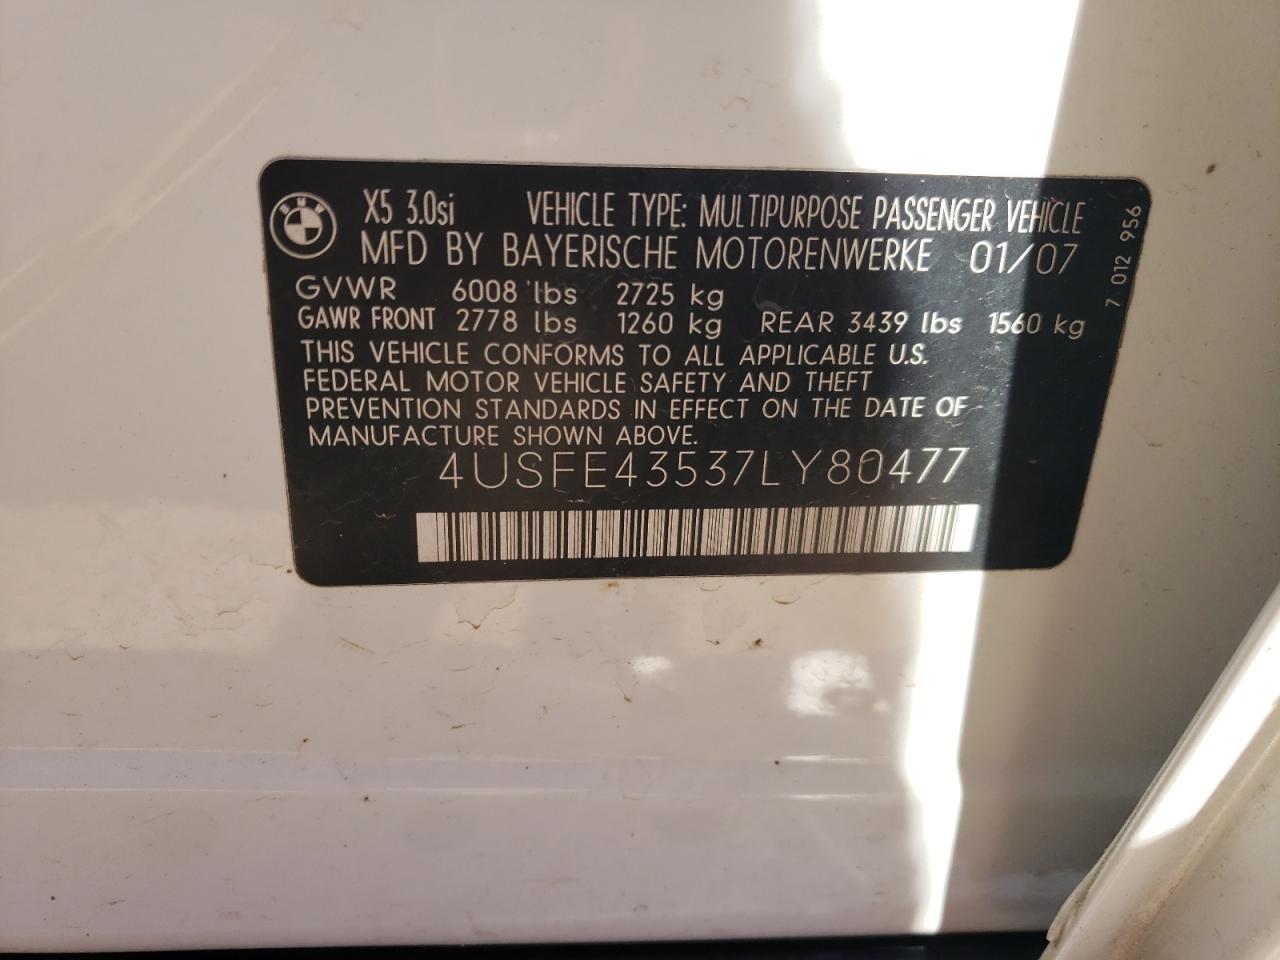 BMW
X5 3.0si VEHICLE TYPE: MULTIPURPOSE PASSENGER VEHICLE
MFD BY BAYERISCHE MOTORENWERKE 01/07
GVWR 6008 lbs 2725 kg
GAWR FRONT 2778 lbs 1260 kg REAR 3439 lbs 1560 kg
THIS VEHICLE CONFORMS TO ALL APPLICABLE U.S.
FEDERAL MOTOR VEHICLE SAFETY AND THEFT
PREVENTION STANDARDS IN EFFECT ON THE DATE OF
MANUFACTURE SHOWN ABOVE.
4USFE43537LY80477
7 012 956